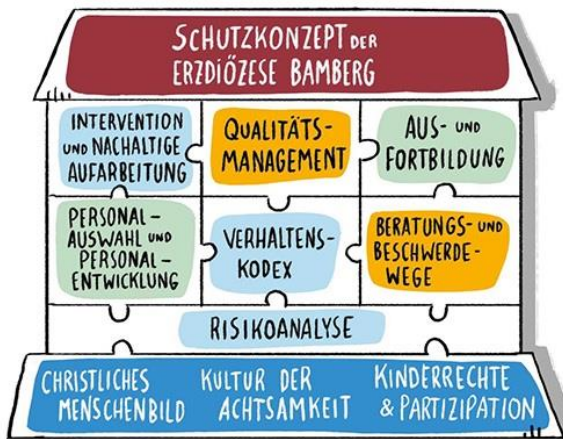 SCHUTZKONZEPT DER
ERZDIÖZESE BAMBERG
INTERVENTION
UND NACHHALTIGE
AUFARBEITUNG
QUALITÄTS-
MANAGEMENT
AUS- UND
FORTBILDUNG
PERSONAL-
AUSWAHL UND
PERSONAL-
ENTWICKLUNG
VERHALTENS-
KODEX
BERATUNGS- UND
BESCHWERDE-
WEGE
RISIKOANALYSE
CHRISTLICHES
MENSCHENBILD
KULTUR DER
ACHTSAMKEIT
KINDERRECHTE
& PARTIZIPATION